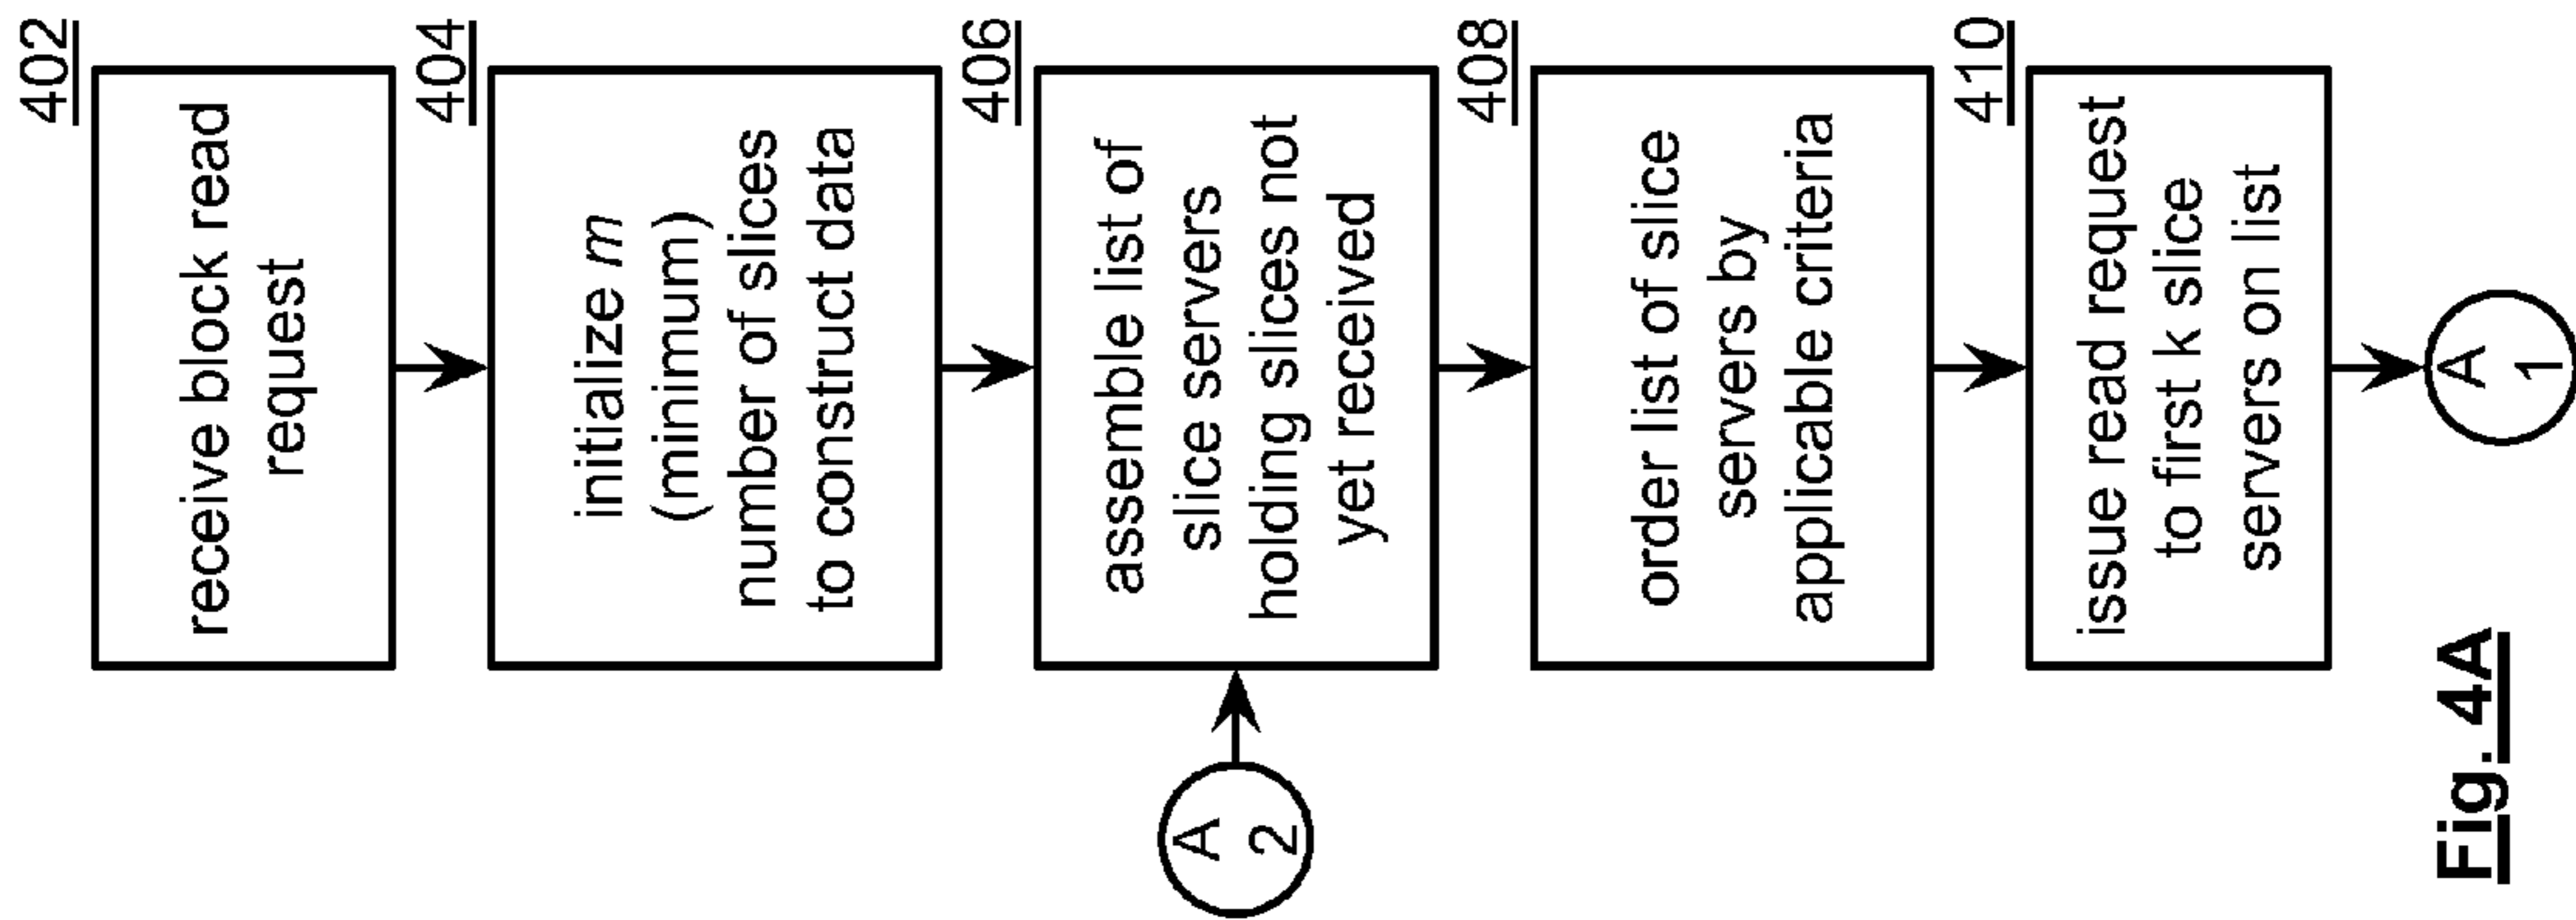 402
receive block read
request
404
initialize m
(minimum)
number of slices
to construct data
406
assemble list of
slice servers
holding slices not
yet received
A
2
408
order list of slice
servers by
applicable criteria
410
issue read request
to first k slice
servers on list
A
1
Fig. 4A